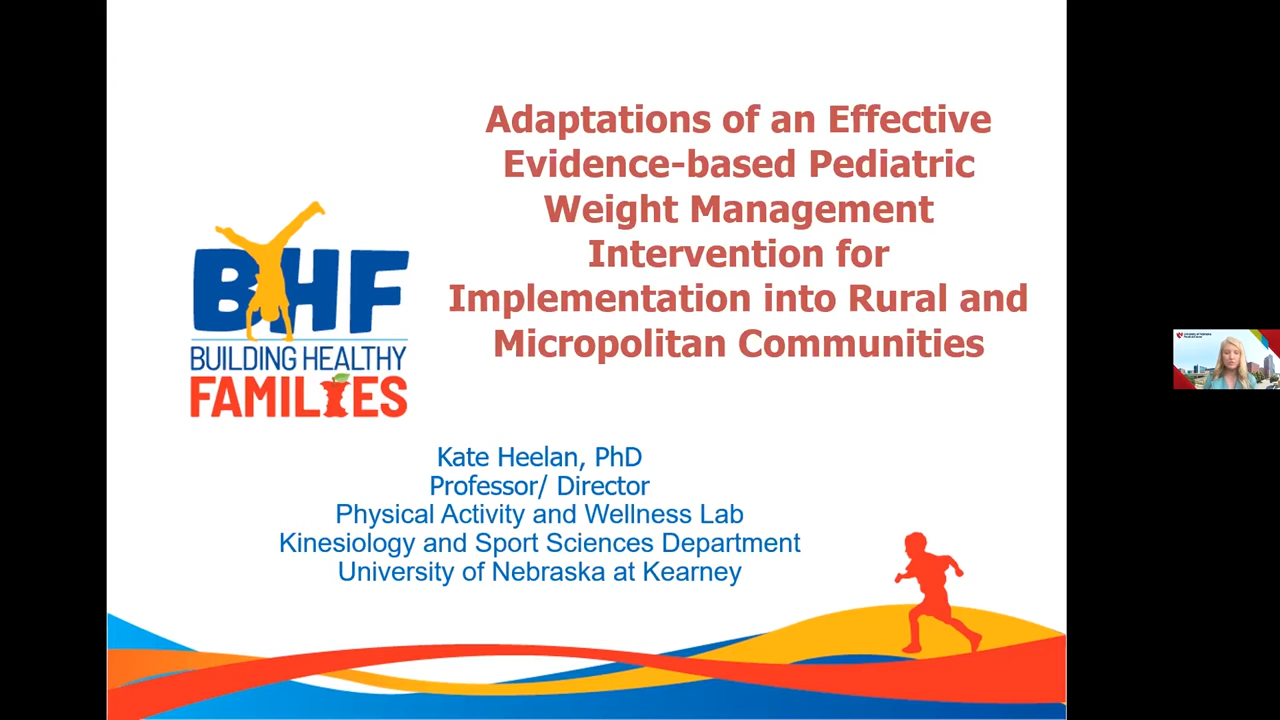 Adaptations of an Effective
Evidence-based Pediatric
Weight Management
Intervention for
Implementation into Rural and
Micropolitan Communities
BHF
BUILDING HEALTHY
FAMILIES
Kate Heelan, PhD
Professor/ Director
Physical Activity and Wellness Lab
Kinesiology and Sport Sciences Department
University of Nebraska at Kearney